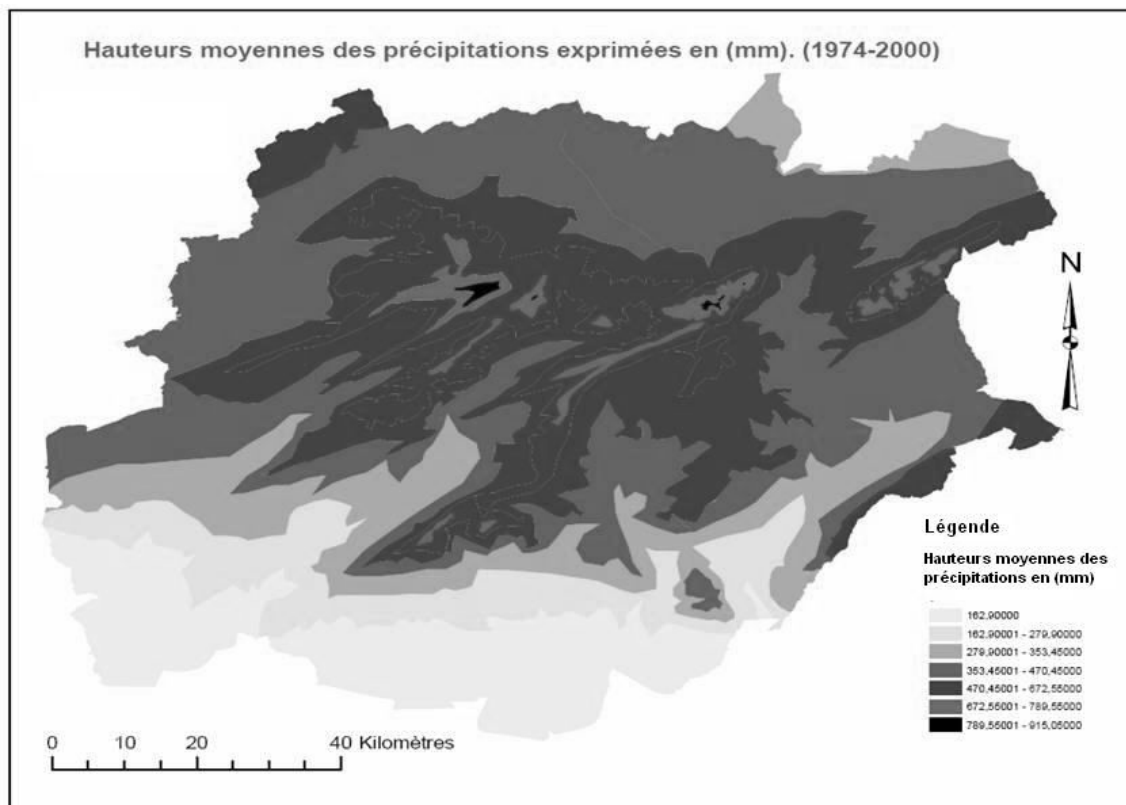 Hauteurs moyennes des précipitations exprimées en (mm). (1974-2000)
N
Légende
Hauteurs moyennes des
précipitations en (mm)
162,90000
162,90001 - 279,90000
279,90001 - 353,45000
353,45001 - 470,45000
470,45001 - 672,55000
672,55001 - 789,55000
789,55001 - 915,05000
0 10 20 40 Kilomètres